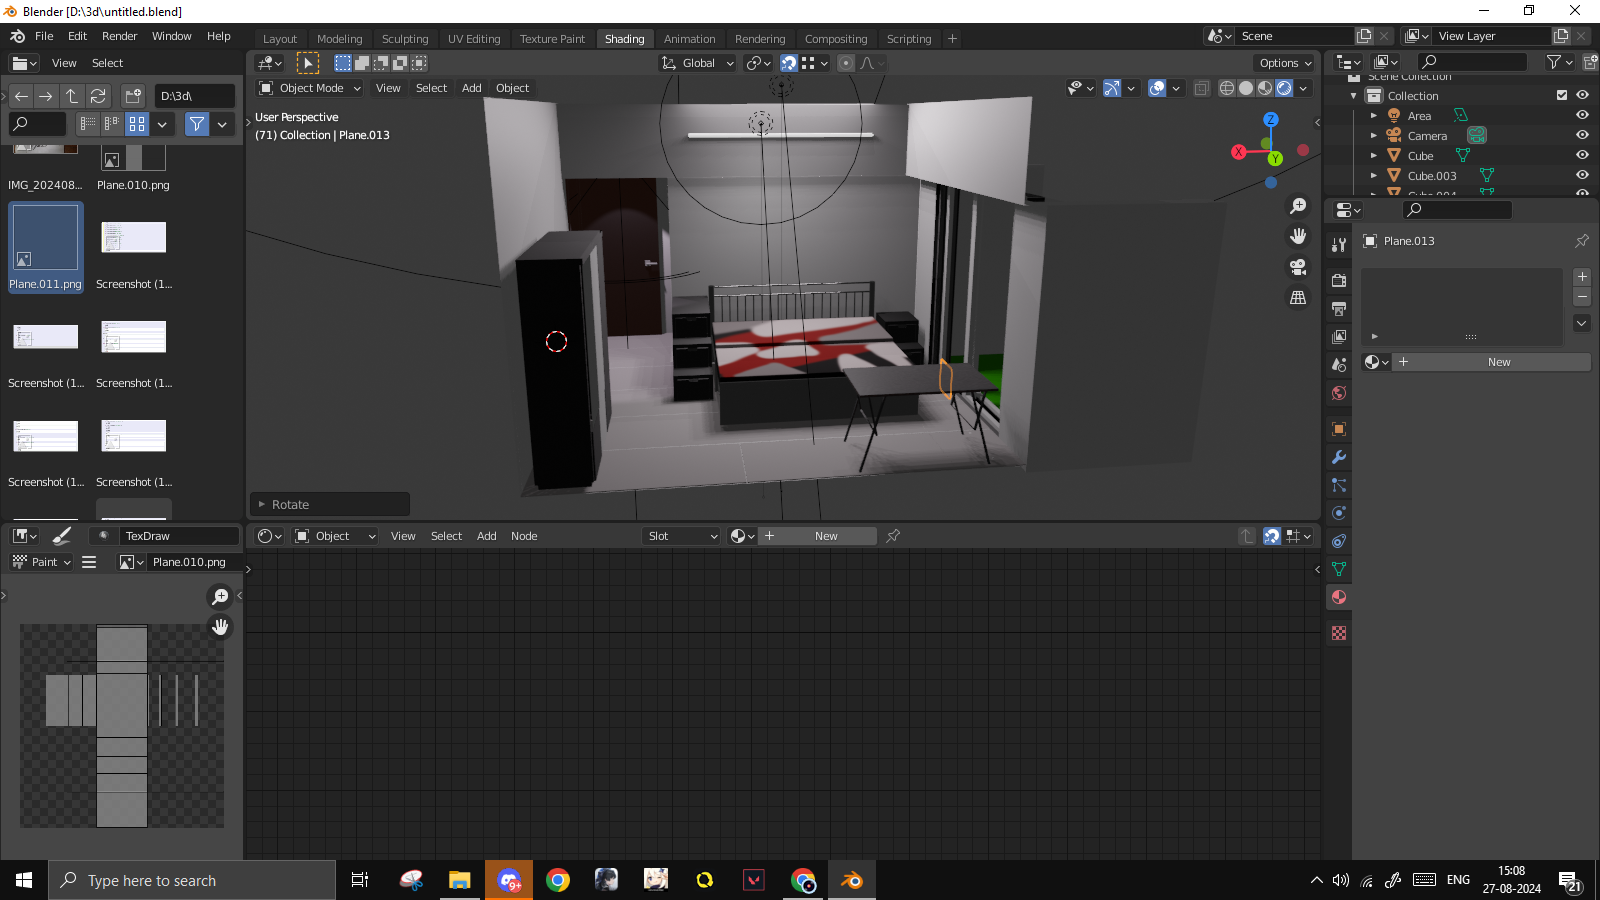 Blender [D:\3d\untitled.blend]
File Edit Render Window Help
Layout Modeling Sculpting UV Editing Texture Paint Shading Animation Rendering Compositing Scripting
Scene
View Layer
View Select
Global
Options
D:\3d\
Object Mode View Select Add Object
User Perspective
(71) Collection | Plane.013
X
Y
Z
Scene Collection
Collection
Area
Camera
Cube
Cube.003
Cube.004
IMG_202408... Plane.010.png
Plane.011.png Screenshot (1...
Screenshot (1... Screenshot (1...
Screenshot (1... Screenshot (1...
Rotate
Plane.013
New
TexDraw
Paint
Plane.010.png
Object View Select Add Node
Slot
New
Type here to search
9+
ENG
15:08
27-08-2024
21